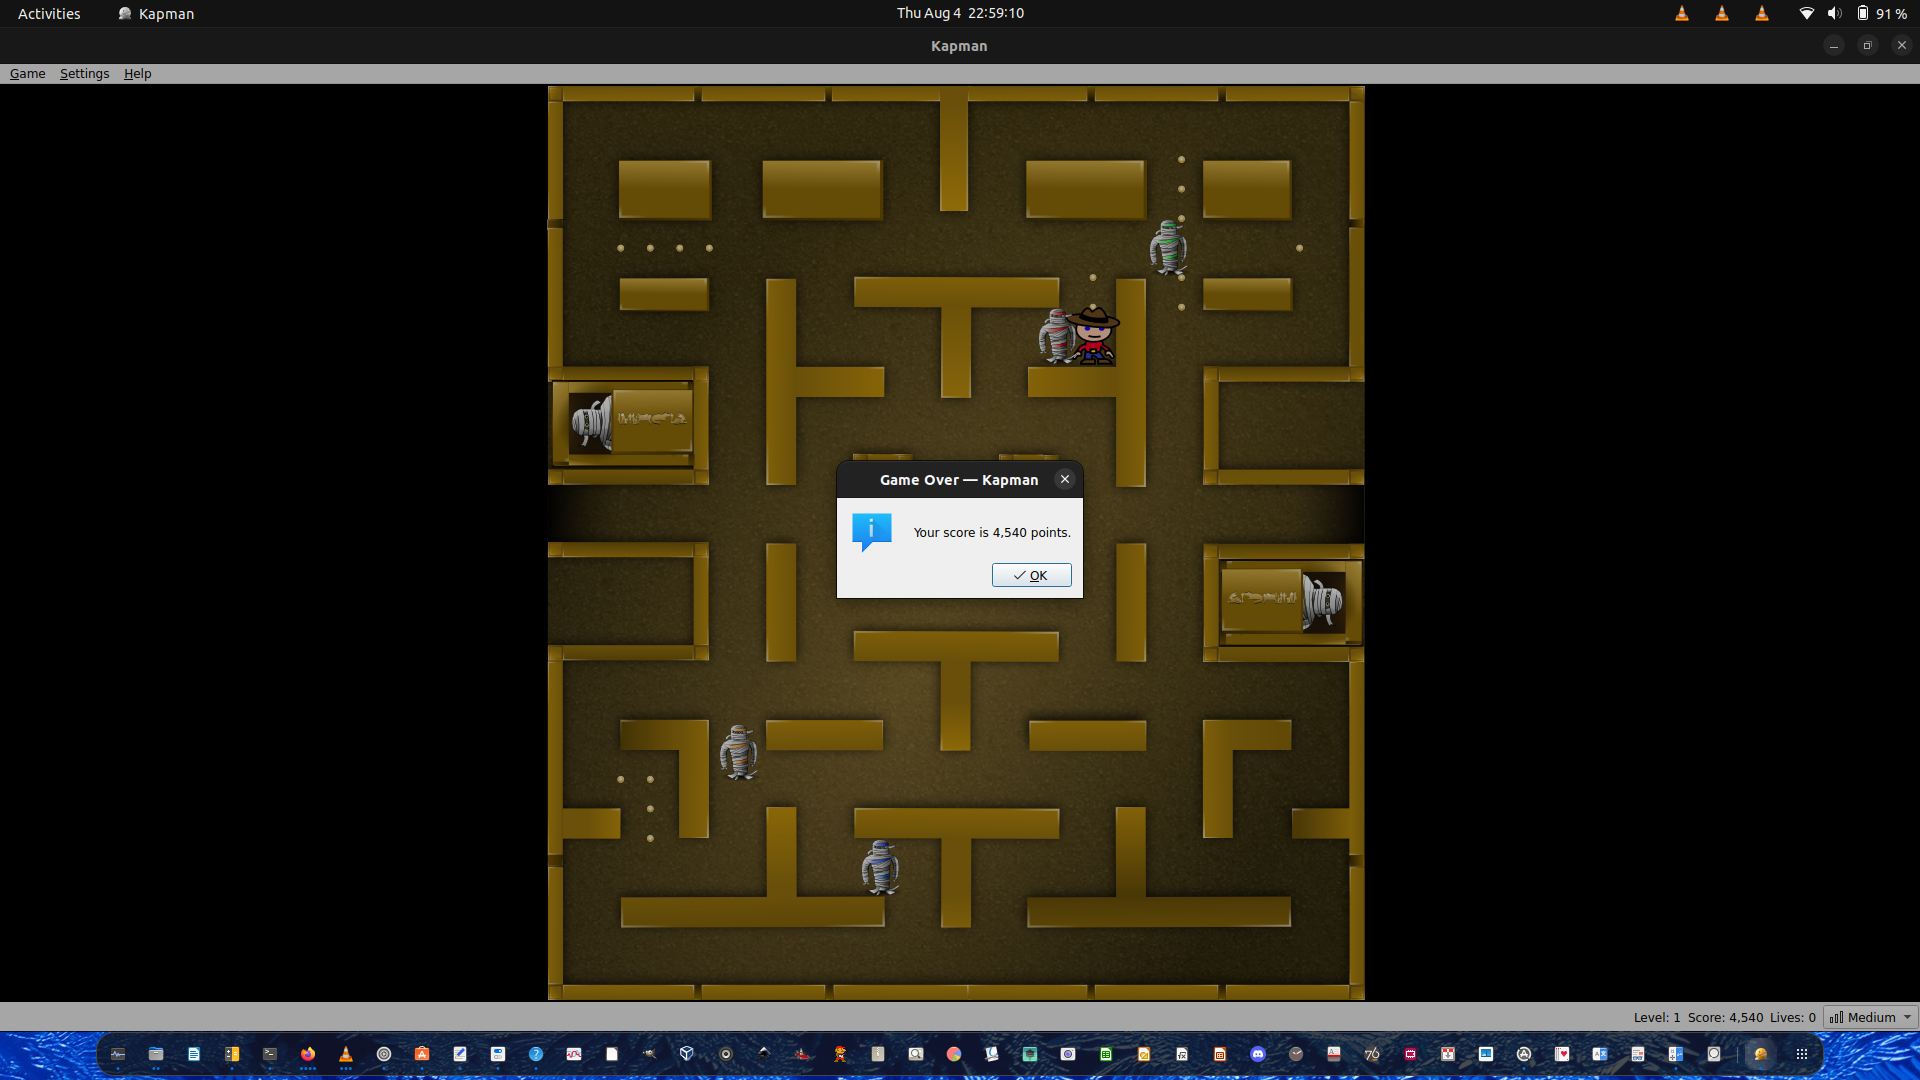 Activities
Kapman
Thu Aug 4 22:59:10
91 %
Kapman
Game Settings Help
Game Over — Kapman
Your score is 4,540 points.
OK
Level: 1 Score: 4,540 Lives: 0
Medium